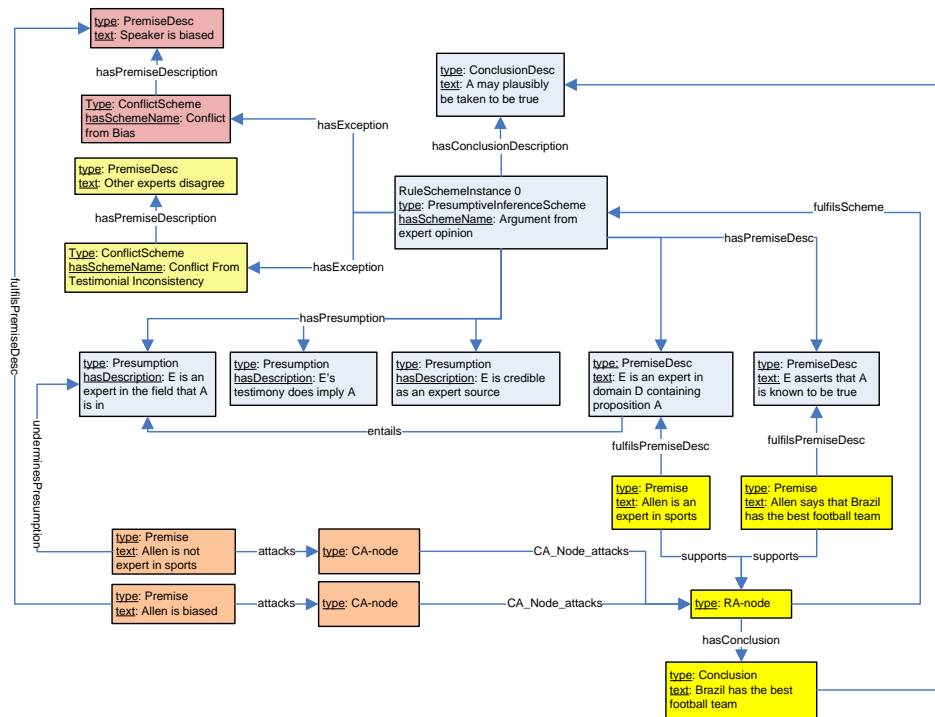 type: PremiseDesc
text: Speaker is biased
hasPremiseDescription
Type: ConflictScheme
hasSchemeName: Conflict
from Bias
type: ConclusionDesc
text: A may plausibly
be taken to be true
hasException
hasConclusionDescription
type: PremiseDesc
text: Other experts disagree
hasPremiseDescription
Type: ConflictScheme
hasSchemeName: Conflict From
Testimonial Inconsistency
RuleSchemeInstance 0
type: PresumptiveInferenceScheme
hasSchemeName: Argument from
expert opinion
fulfilsScheme
hasPremiseDesc
hasException
fulfilsPremiseDesc
hasPresumption
type: Presumption
hasDescription: E is an
expert in the field that A
is in
type: Presumption
hasDescription: E's
testimony does imply A
type: Presumption
hasDescription: E is credible
as an expert source
type: PremiseDesc
text: E is an expert in
domain D containing
proposition A
type: PremiseDesc
text: E asserts that A
is known to be true
entails
fulfilsPremiseDesc
fulfilsPremiseDesc
underminesPresumption
type: Premise
text: Allen is an
expert in sports
type: Premise
text: Allen says that Brazil
has the best football team
type: Premise
text: Allen is not
expert in sports
attacks
type: CA-node
CA_Node_attacks
supports
supports
type: Premise
text: Allen is biased
attacks
type: CA-node
CA_Node_attacks
type: RA-node
hasConclusion
type: Conclusion
text: Brazil has the best
football team